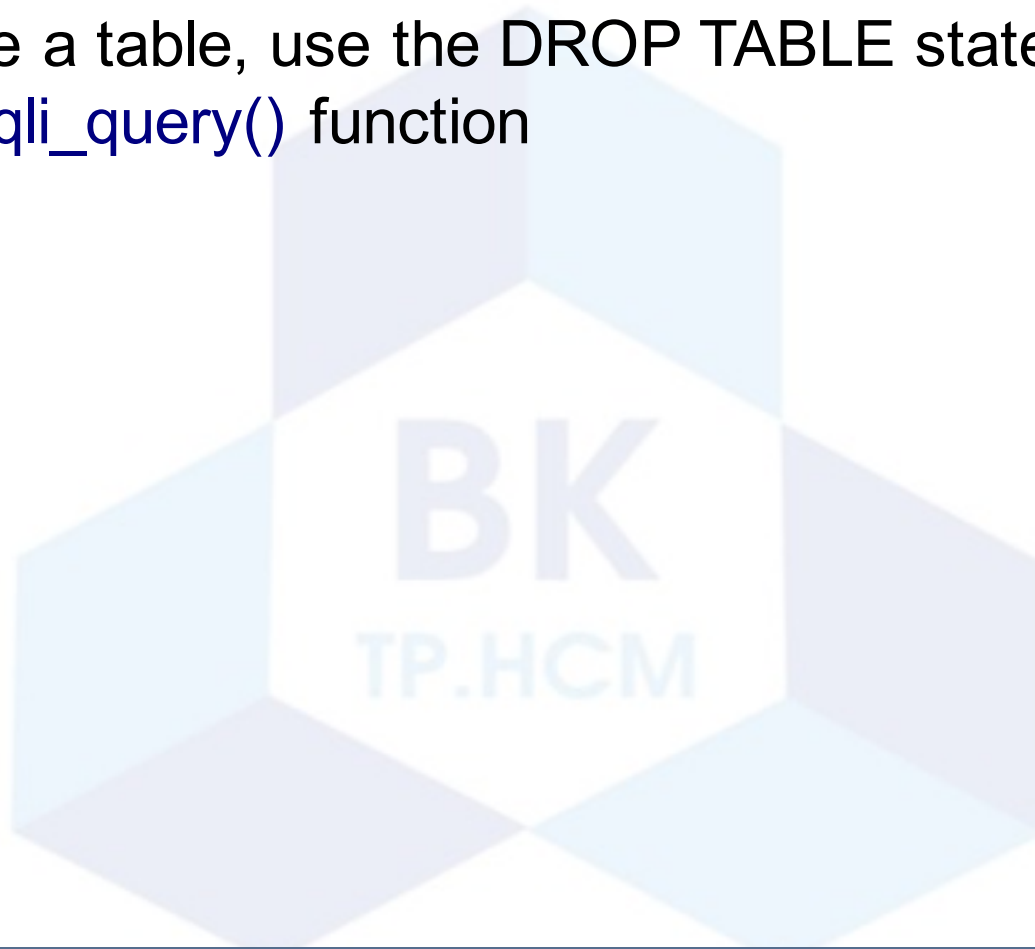 e a table, use the DROP TABLE state
qli_query() function
BK
TP.HCM